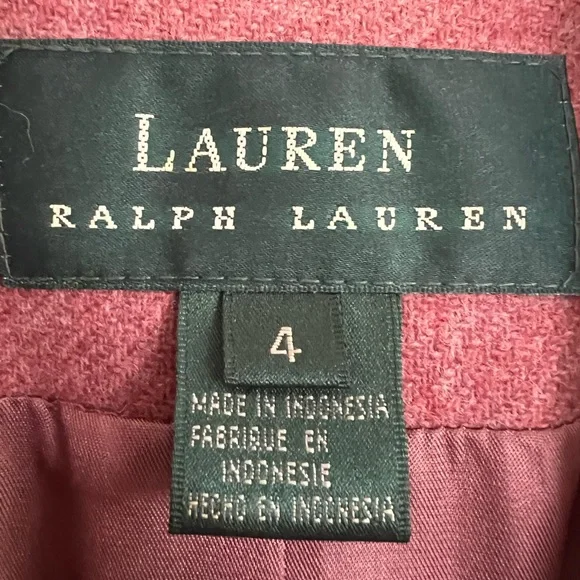 LAUREN
RALPH LAUREN
4
MADE IN INDONESIA
FABRIQUE EN
INDONESIE
HECHO EN INDONESIA